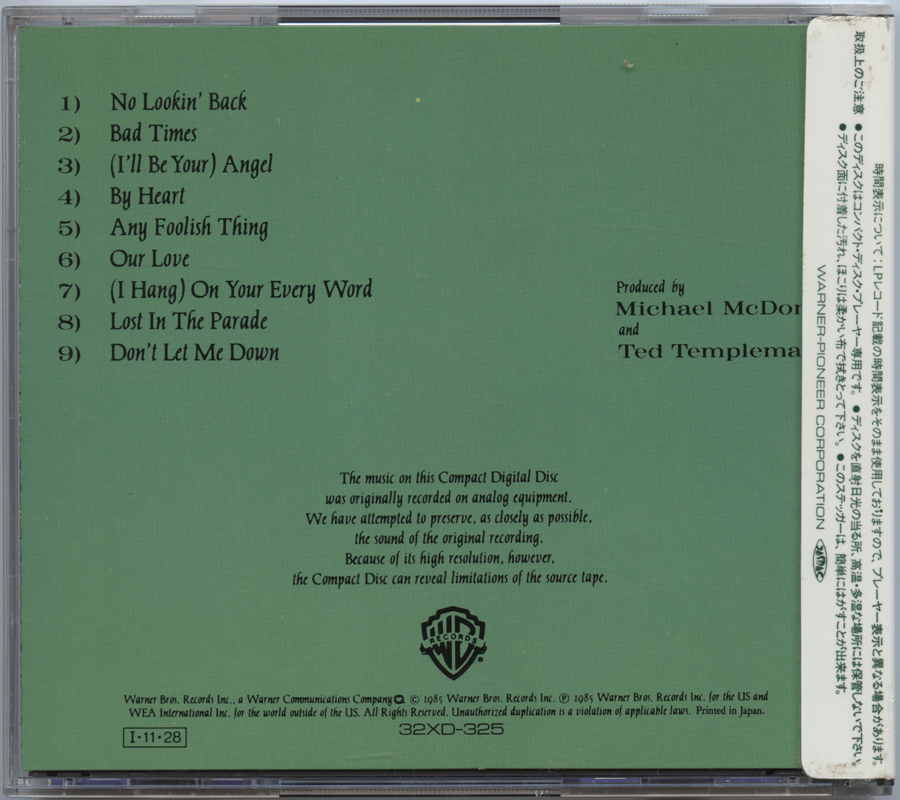 1) No Lookin' Back
2) Bad Times
3) (I'll Be Your) Angel
4) By Heart
5) Any Foolish Thing
6) Our Love
7) (I Hang) On Your Every Word
8) Lost In The Parade
9) Don't Let Me Down
Produced by
Michael McDon
and
Ted Templema
The music on this Compact Digital Disc
was originally recorded on analog equipment.
We have attempted to preserve, as closely as possible,
the sound of the original recording.
Because of its high resolution, however,
the Compact Disc can reveal limitations of the source tape.
WB RECORDS
Warner Bros. Records Inc., a Warner Communications Company © 1985 Warner Bros. Records Inc. ℗ 1985 Warner Bros. Records Inc. for the US and
WEA International Inc. for the world outside of the US. All Rights Reserved. Unauthorized duplication is a violation of applicable laws. Printed in Japan.
32XD-325
I·11·28
時間表示について：LPレコード記載の時間表示をそのまま使用しておりますので、プレーヤー表示と異なる場合があります。
取扱上のご注意 ●このディスクはコンパクト・ディスク・プレーヤー専用です。●ディスクを直射日光の当る所、高温・多湿な場所には保管しないで下さい。
●ディスク面に付着した汚れ、ほこりは柔かい布で拭きとって下さい。●このステッカーは、簡単にはがすことが出来ます。
WARNER-PIONEER CORPORATION